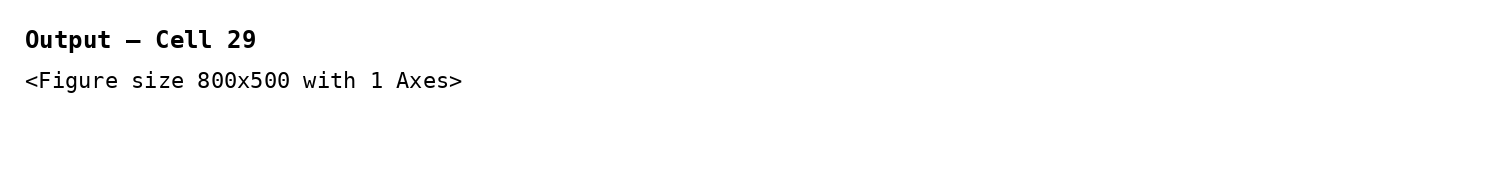 Output — Cell 29
<Figure size 800x500 with 1 Axes>